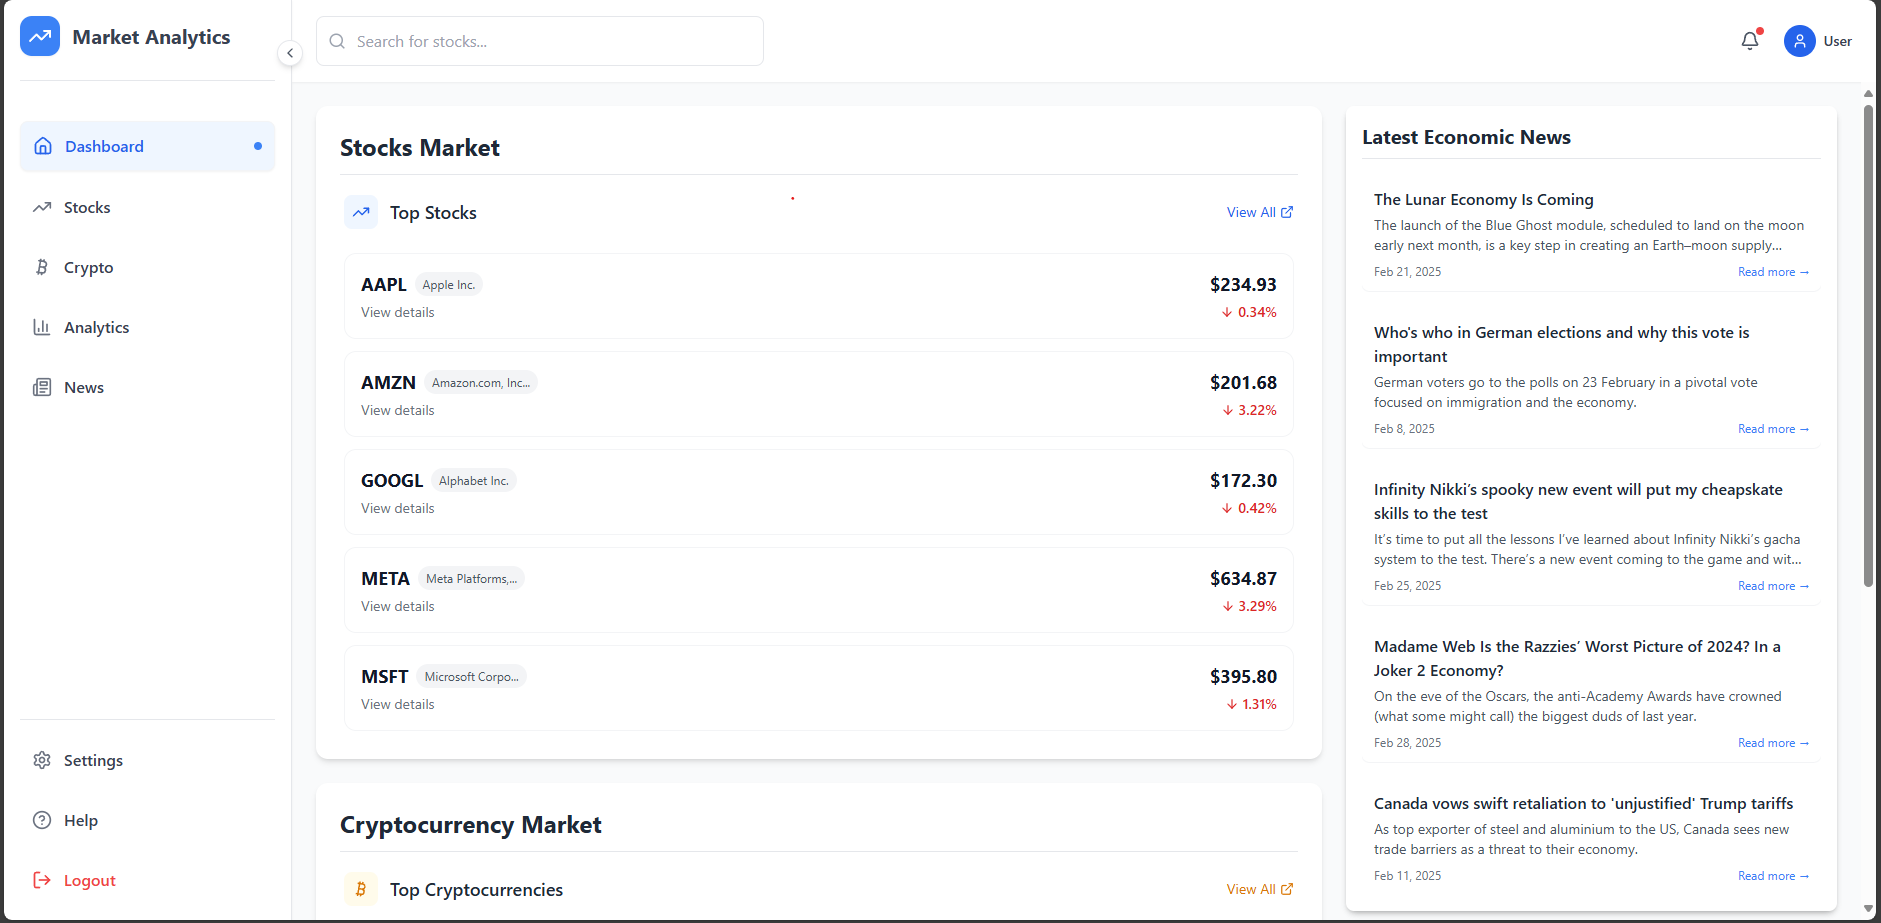 Market Analytics
Search for stocks...
User
Dashboard
Stocks
Crypto
Analytics
News
Settings
Help
Logout
Stocks Market
Top Stocks
View All
AAPL Apple Inc. $234.93
View details 0.34%
AMZN Amazon.com, Inc... $201.68
View details 3.22%
GOOGL Alphabet Inc. $172.30
View details 0.42%
META Meta Platforms,... $634.87
View details 3.29%
MSFT Microsoft Corpo... $395.80
View details 1.31%
Cryptocurrency Market
Top Cryptocurrencies
View All
Latest Economic News
The Lunar Economy Is Coming
The launch of the Blue Ghost module, scheduled to land on the moon
early next month, is a key step in creating an Earth–moon supply...
Feb 21, 2025 Read more →
Who's who in German elections and why this vote is
important
German voters go to the polls on 23 February in a pivotal vote
focused on immigration and the economy.
Feb 8, 2025 Read more →
Infinity Nikki’s spooky new event will put my cheapskate
skills to the test
It’s time to put all the lessons I’ve learned about Infinity Nikki’s gacha
system to the test. There’s a new event coming to the game and wit...
Feb 25, 2025 Read more →
Madame Web Is the Razzies’ Worst Picture of 2024? In a
Joker 2 Economy?
On the eve of the Oscars, the anti-Academy Awards have crowned
(what some might call) the biggest duds of last year.
Feb 28, 2025 Read more →
Canada vows swift retaliation to 'unjustified' Trump tariffs
As top exporter of steel and aluminium to the US, Canada sees new
trade barriers as a threat to their economy.
Feb 11, 2025 Read more →